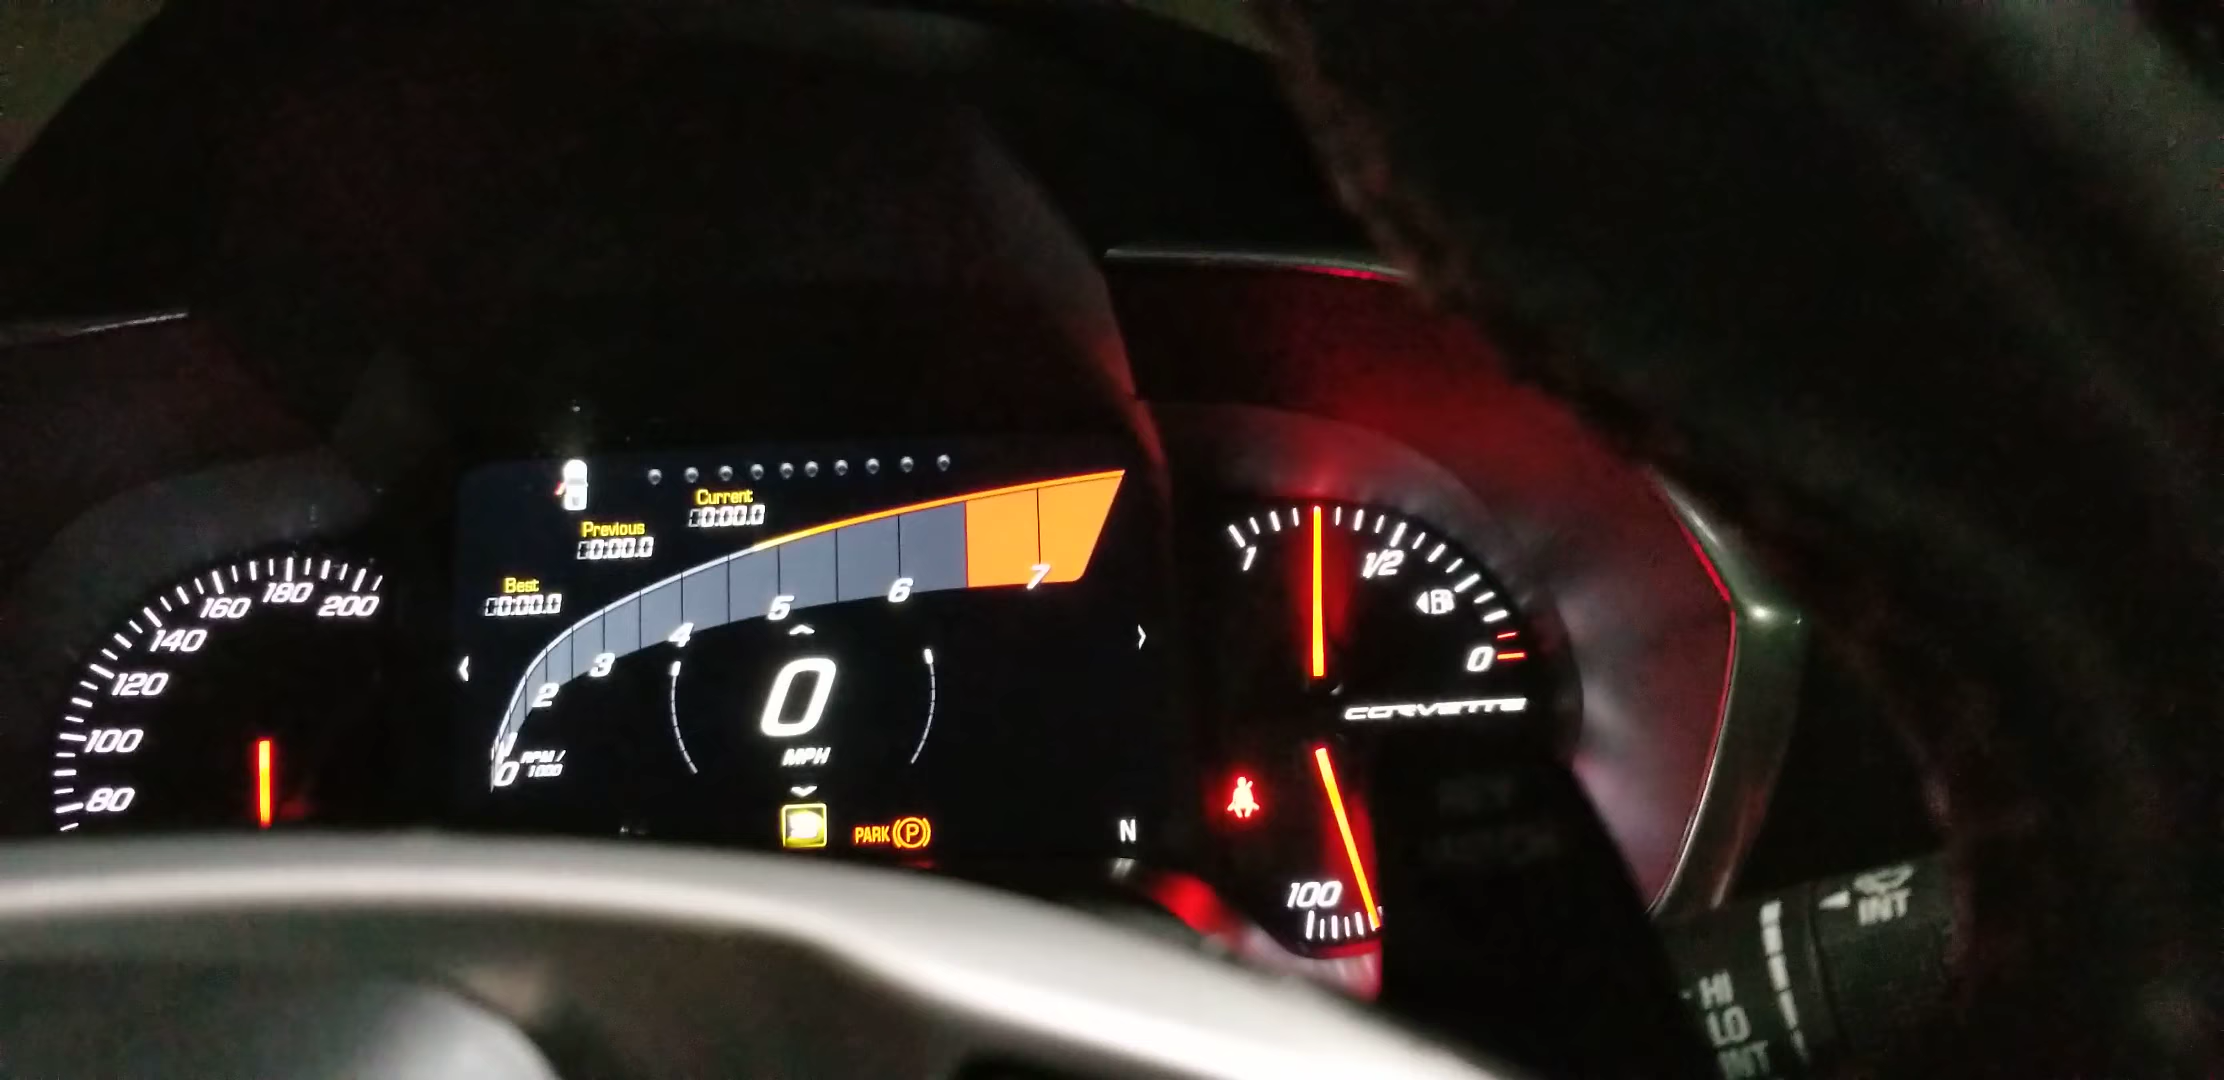 Current
0:00.0
Previous
0:00.0
Best
0:00.0
200
180
160
140
120
100
80
7
6
5
4
3
2
0
RPM/
1000
0
MPH
PARK
P
N
1
1/2
0
CORVETTE
100
INT
HI
LO
INT